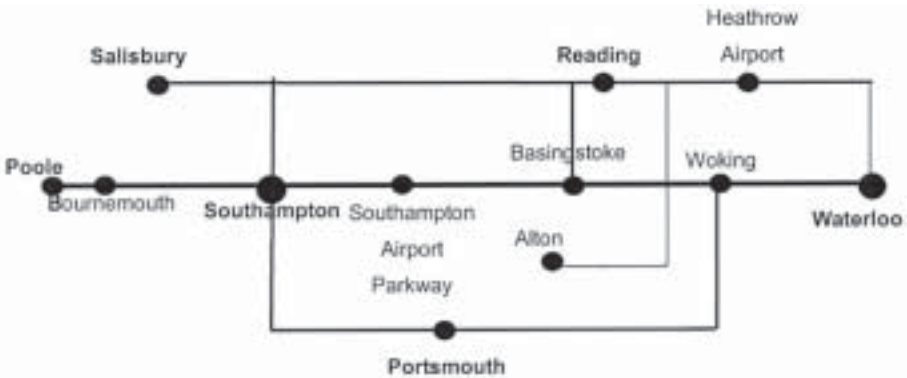 Heathrow
Airport
Salisbury
Reading
Basingstoke
Woking
Poole
Bournemouth
Southampton
Southampton
Airport
Parkway
Alton
Waterloo
Portsmouth